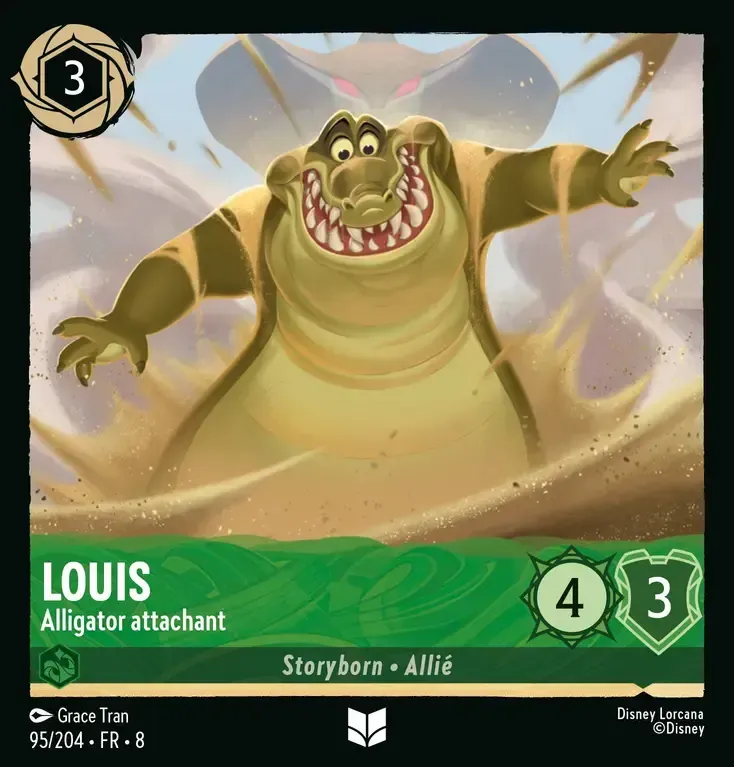 3
LOUIS
Alligator attachant
4
3
Storyborn • Allié
Grace Tran
Disney Lorcana
95/204 • FR • 8
©Disney